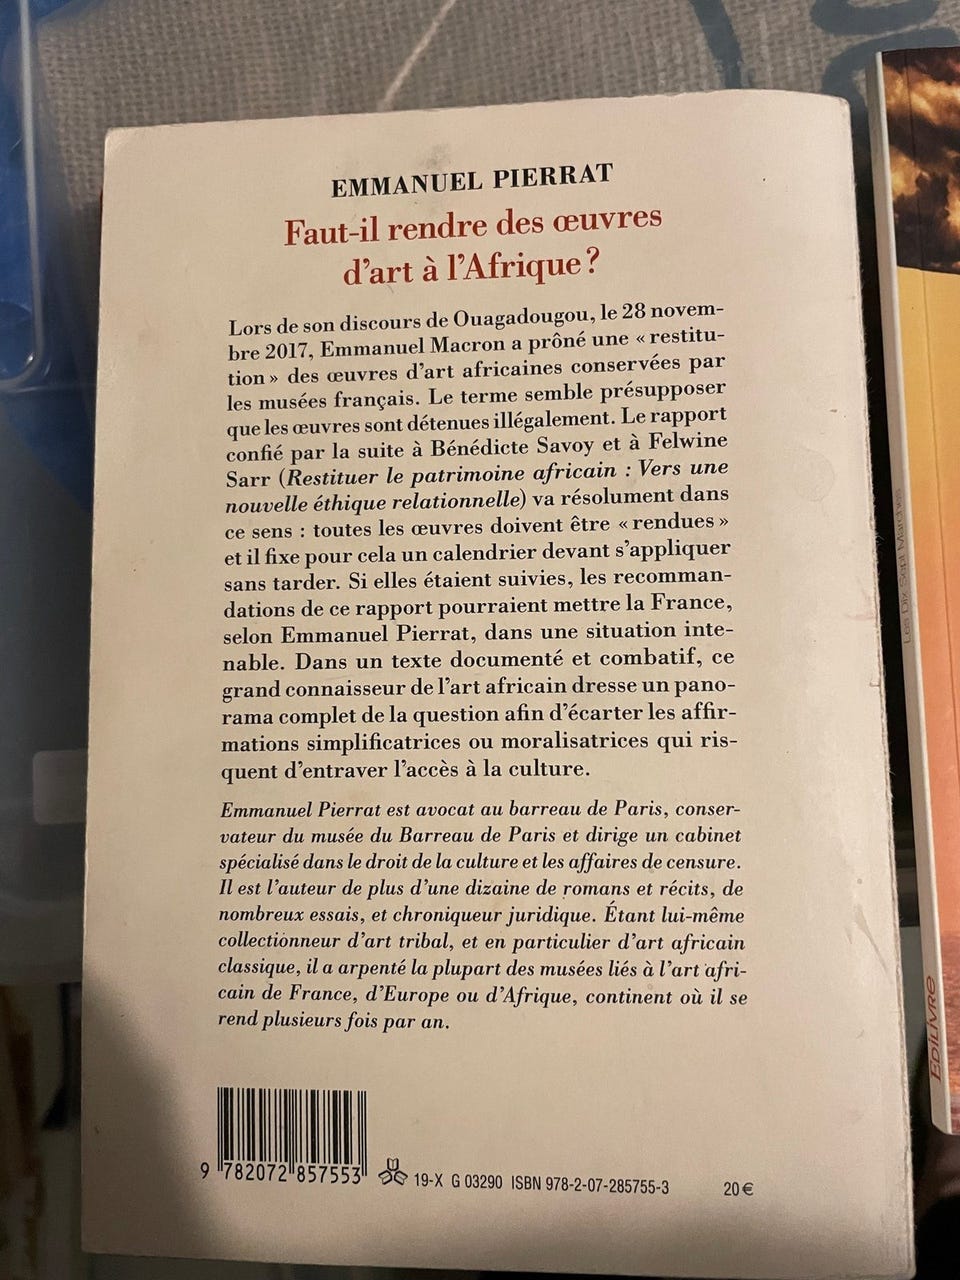 EMMANUEL PIERRAT
Faut-il rendre des œuvres
d'art à l'Afrique ?
Lors de son discours de Ouagadougou, le 28 novem-
bre 2017, Emmanuel Macron a prôné une « restitu-
tion » des œuvres d'art africaines conservées par
les musées français. Le terme semble présupposer
que les œuvres sont détenues illégalement. Le rapport
confié par la suite à Bénédicte Savoy et à Felwine
Sarr (Restituer le patrimoine africain : Vers une
nouvelle éthique relationnelle) va résolument dans
ce sens : toutes les œuvres doivent être « rendues »
et il fixe pour cela un calendrier devant s'appliquer
sans tarder. Si elles étaient suivies, les recomman-
dations de ce rapport pourraient mettre la France,
selon Emmanuel Pierrat, dans une situation inte-
nable. Dans un texte documenté et combatif, ce
grand connaisseur de l'art africain dresse un pano-
rama complet de la question afin d'écarter les affir-
mations simplificatrices ou moralisatrices qui ris-
quent d'entraver l'accès à la culture.
Emmanuel Pierrat est avocat au barreau de Paris, conser-
vateur du musée du Barreau de Paris et dirige un cabinet
spécialisé dans le droit de la culture et les affaires de censure.
Il est l'auteur de plus d'une dizaine de romans et récits, de
nombreux essais, et chroniqueur juridique. Étant lui-même
collectionneur d'art tribal, et en particulier d'art africain
classique, il a arpenté la plupart des musées liés à l'art afri-
cain de France, d'Europe ou d'Afrique, continent où il se
rend plusieurs fois par an.
9 782072 857553
19-X G 03290 ISBN 978-2-07-285755-3
20 €
Les Dix Sept Marches
EDILIVRE